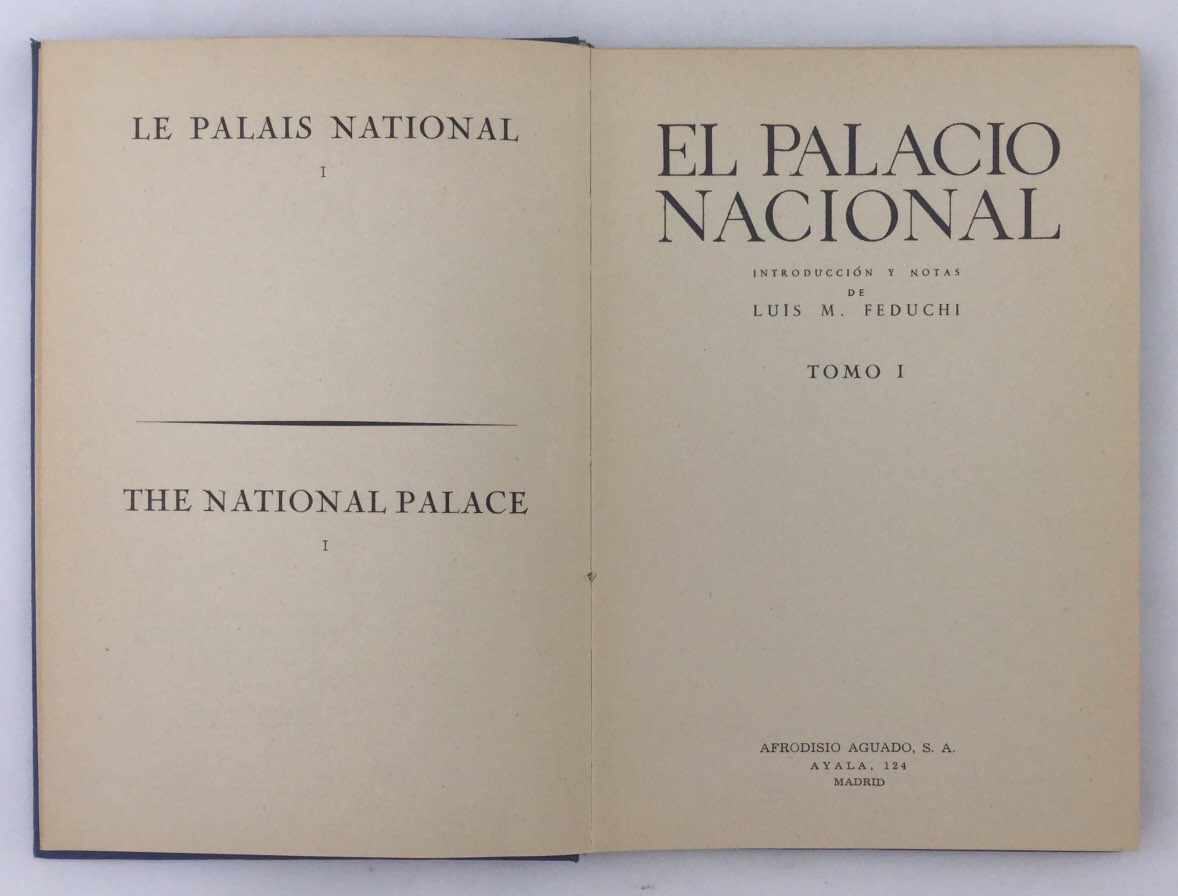 LE PALAIS NATIONAL
I
THE NATIONAL PALACE
I
EL PALACIO
NACIONAL
INTRODUCCIÓN Y NOTAS
DE
LUIS M. FEDUCHI
TOMO I
AFRODISIO AGUADO, S. A.
AYALA, 124
MADRID